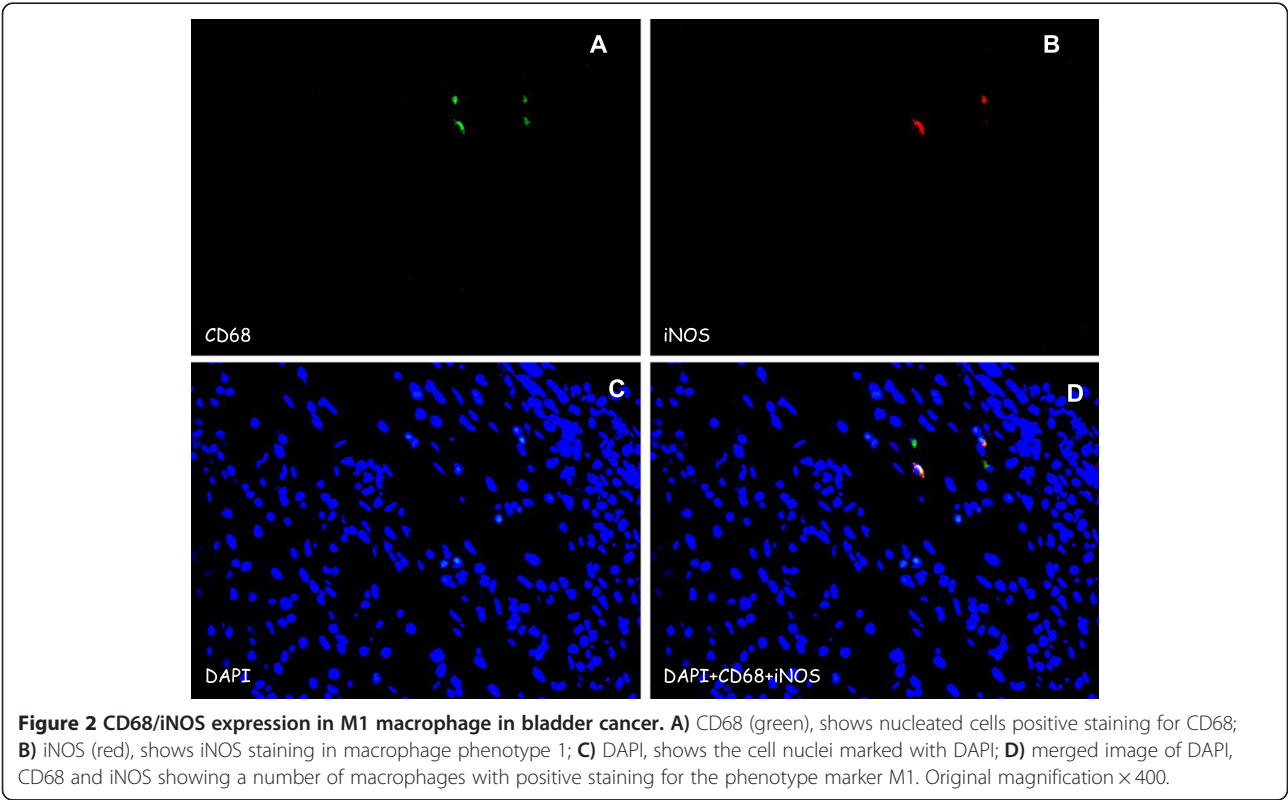 A
B
CD68
iNOS
C
D
DAPI
DAPI+CD68+iNOS
Figure 2 CD68/iNOS expression in M1 macrophage in bladder cancer. A) CD68 (green), shows nucleated cells positive staining for CD68;
B) iNOS (red), shows iNOS staining in macrophage phenotype 1; C) DAPI, shows the cell nuclei marked with DAPI; D) merged image of DAPI,
CD68 and iNOS showing a number of macrophages with positive staining for the phenotype marker M1. Original magnification × 400.